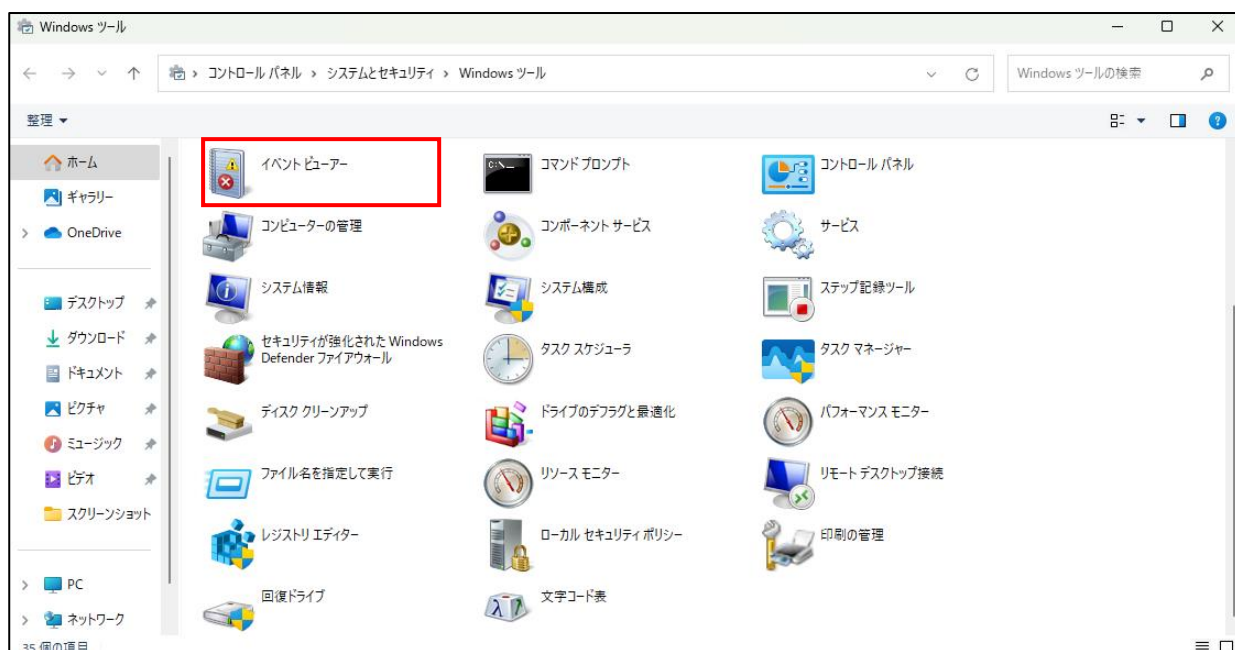 Windows ツール
コントロール パネル › システムとセキュリティ › Windows ツール
Windows ツールの検索
整理
ホーム
ギャラリー
OneDrive
デスクトップ
ダウンロード
ドキュメント
ピクチャ
ミュージック
ビデオ
スクリーンショット
PC
ネットワーク
イベント ビューアー
コマンド プロンプト
コントロール パネル
コンピューターの管理
コンポーネント サービス
サービス
システム情報
システム構成
ステップ記録ツール
セキュリティが強化された Windows
Defender ファイアウォール
タスク スケジューラ
タスク マネージャー
ディスク クリーンアップ
ドライブのデフラグと最適化
パフォーマンス モニター
ファイル名を指定して実行
リソース モニター
リモート デスクトップ接続
レジストリ エディター
ローカル セキュリティ ポリシー
印刷の管理
回復ドライブ
文字コード表
35 個の項目